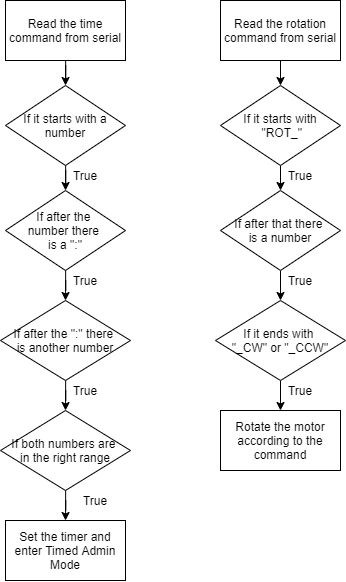 Read the time
command from serial
If it starts with a
number
True
If after the
number there
is a ":"
True
If after the ":" there
is another number
True
If both numbers are
in the right range
True
Set the timer and
enter Timed Admin
Mode
Read the rotation
command from serial
If it starts with
"ROT_"
True
If after that there
is a number
True
If it ends with
"_CW" or "_CCW"
True
Rotate the motor
according to the
command